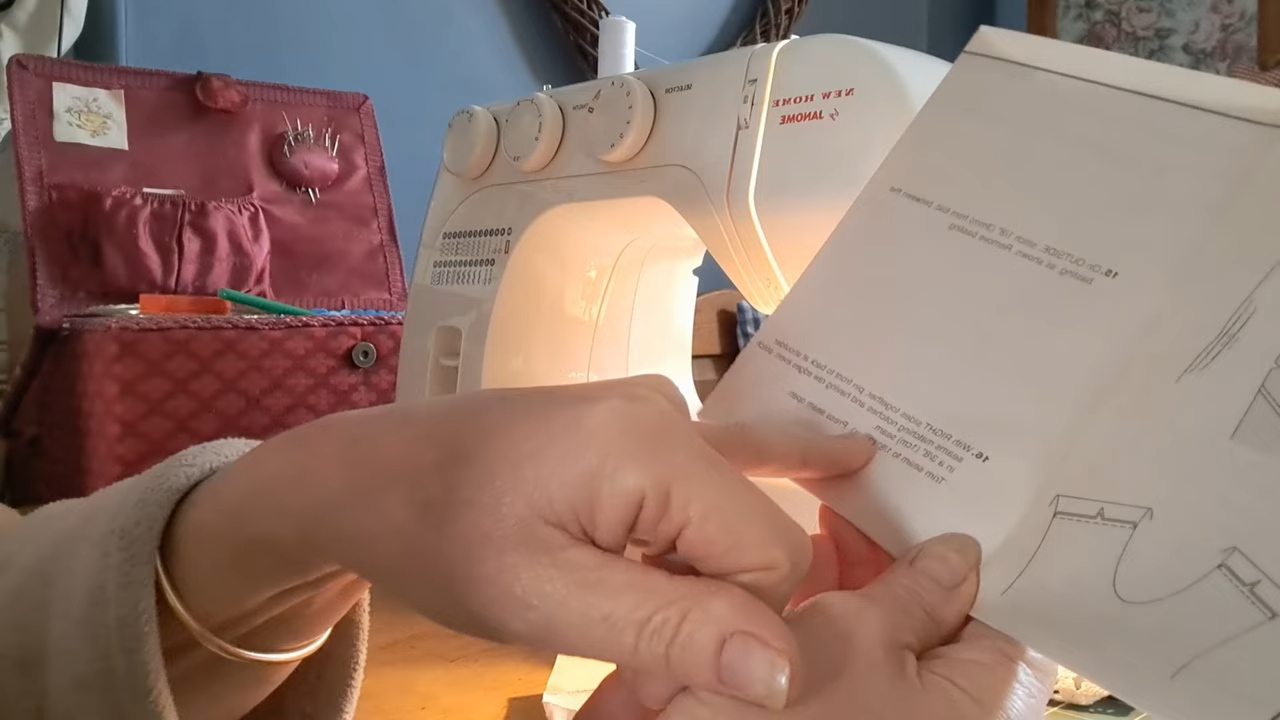 SELECTOR
NEW HOME
by JANOME
15. On OUTSIDE, stitch 1/8" (3mm) from fold, between the
basting, as shown. Remove basting.
16. With RIGHT sides together, pin front to back at shoulder
seams matching notches and having raw edges even; stitch
in a 3/8" (1cm) seam.
Trim seam to Press seam open.